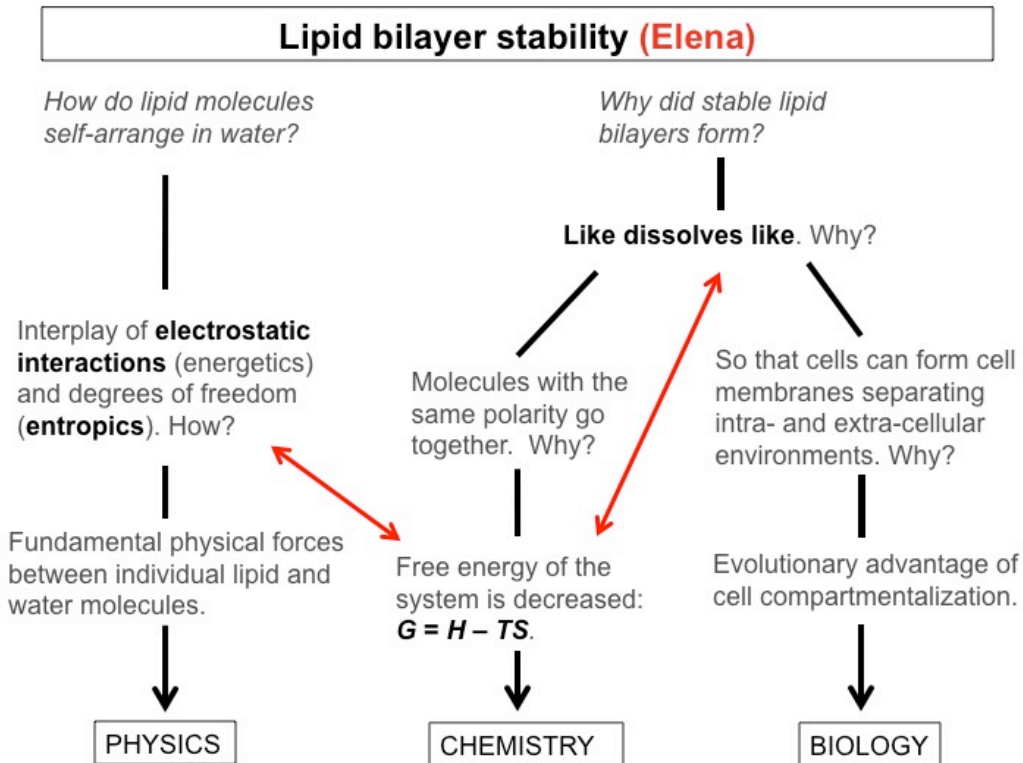 Lipid bilayer stability (Elena)
How do lipid molecules
self-arrange in water?
Why did stable lipid
bilayers form?
Like dissolves like. Why?
Interplay of electrostatic
interactions (energetics)
and degrees of freedom
(entropics). How?
Molecules with the
same polarity go
together. Why?
So that cells can form cell
membranes separating
intra- and extra-cellular
environments. Why?
Fundamental physical forces
between individual lipid and
water molecules.
Free energy of the
system is decreased:
G = H – TS.
Evolutionary advantage of
cell compartmentalization.
PHYSICS
CHEMISTRY
BIOLOGY